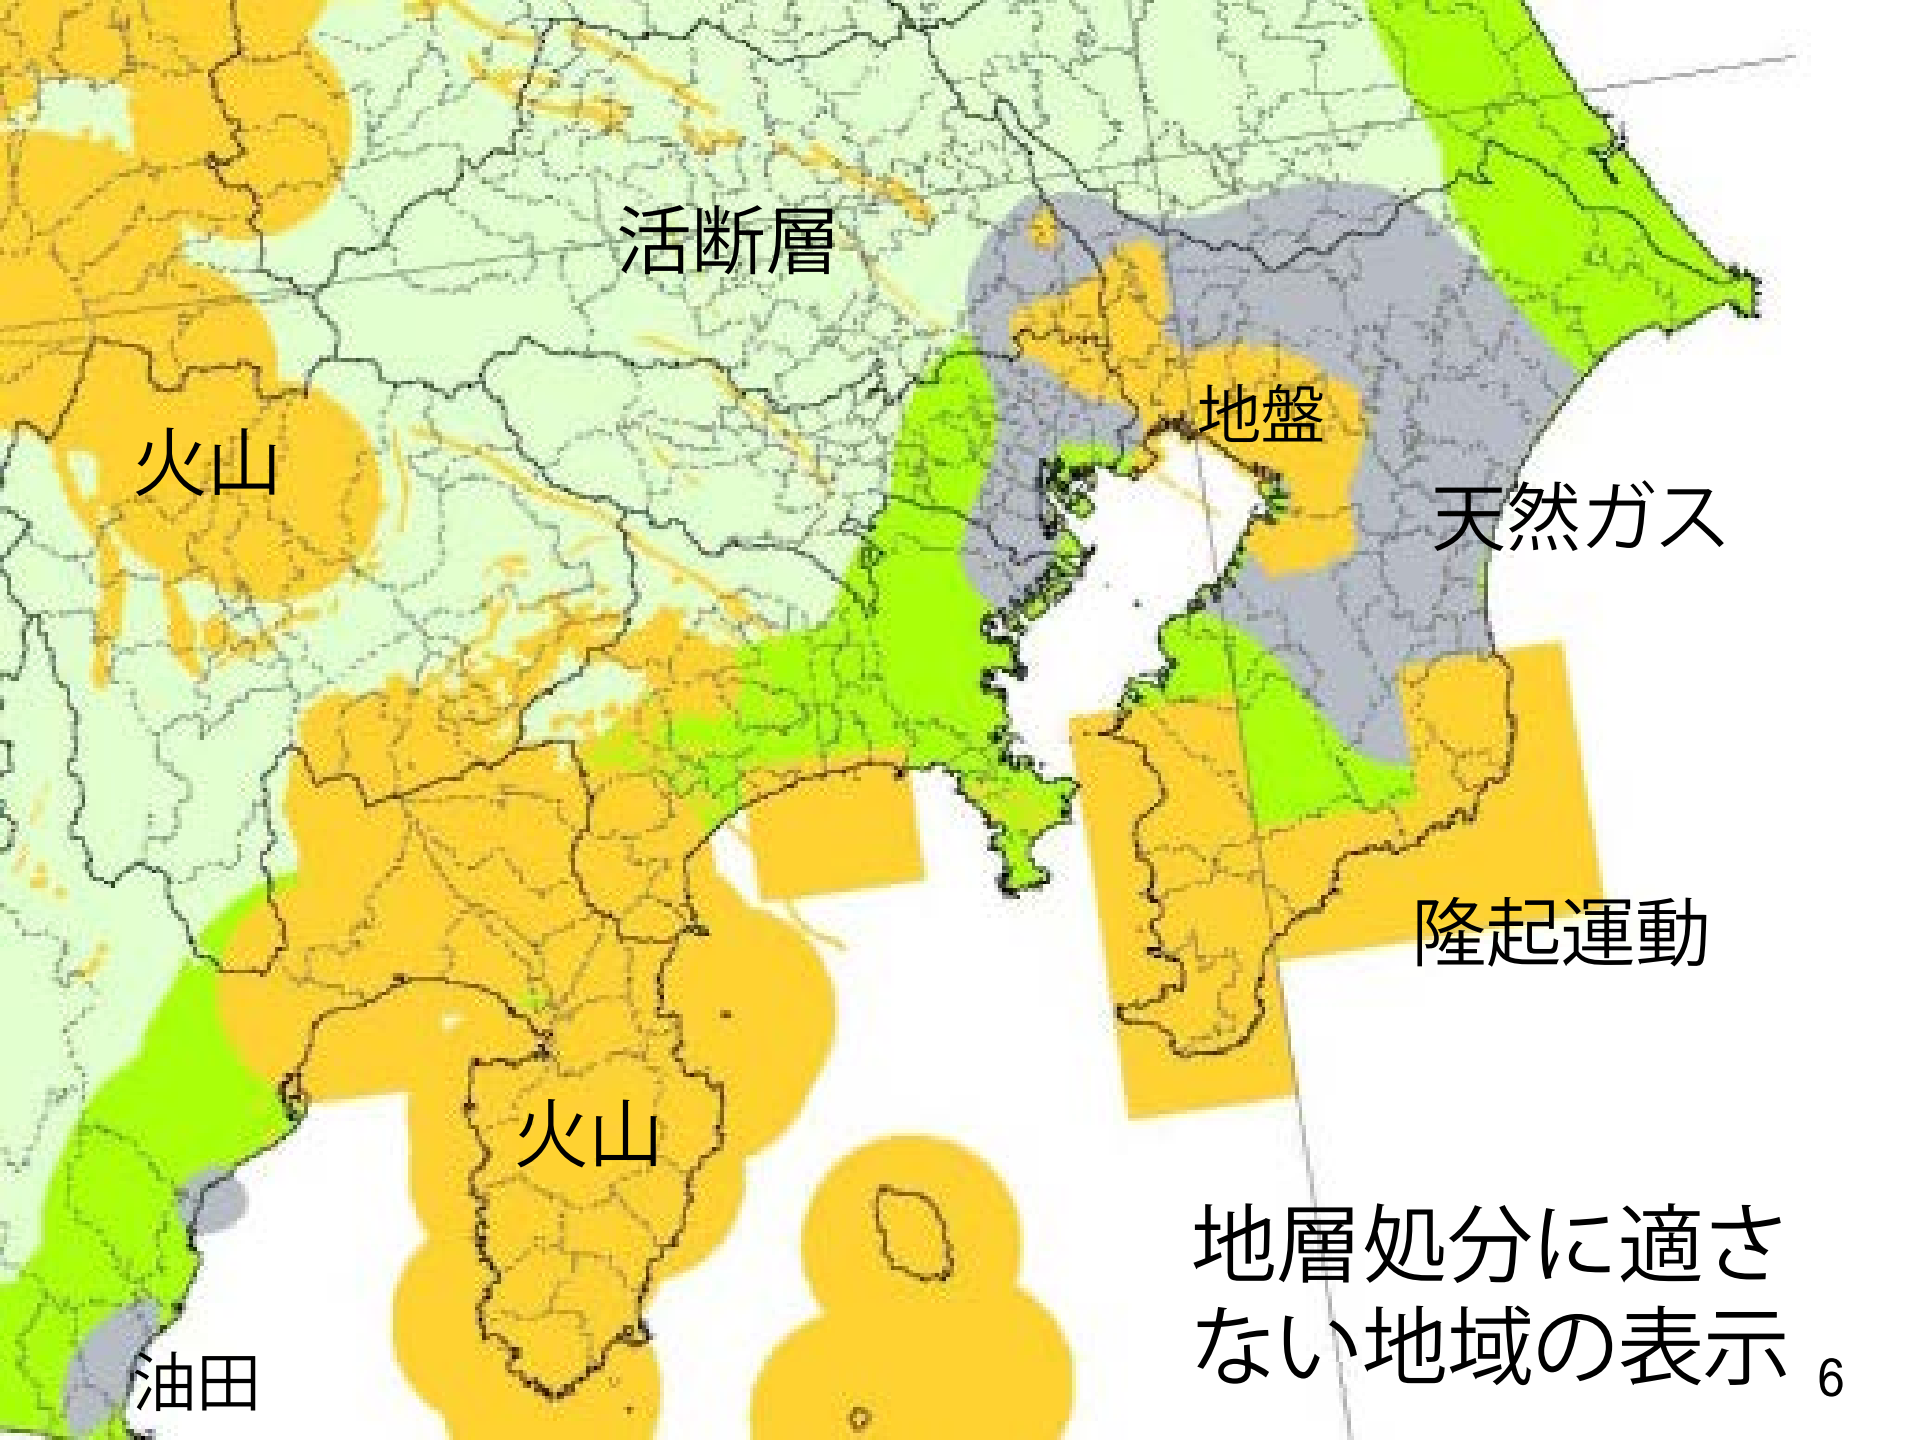 活断層
地盤
火山
天然ガス
隆起運動
火山
地層処分に適さ
ない地域の表示
油田
6